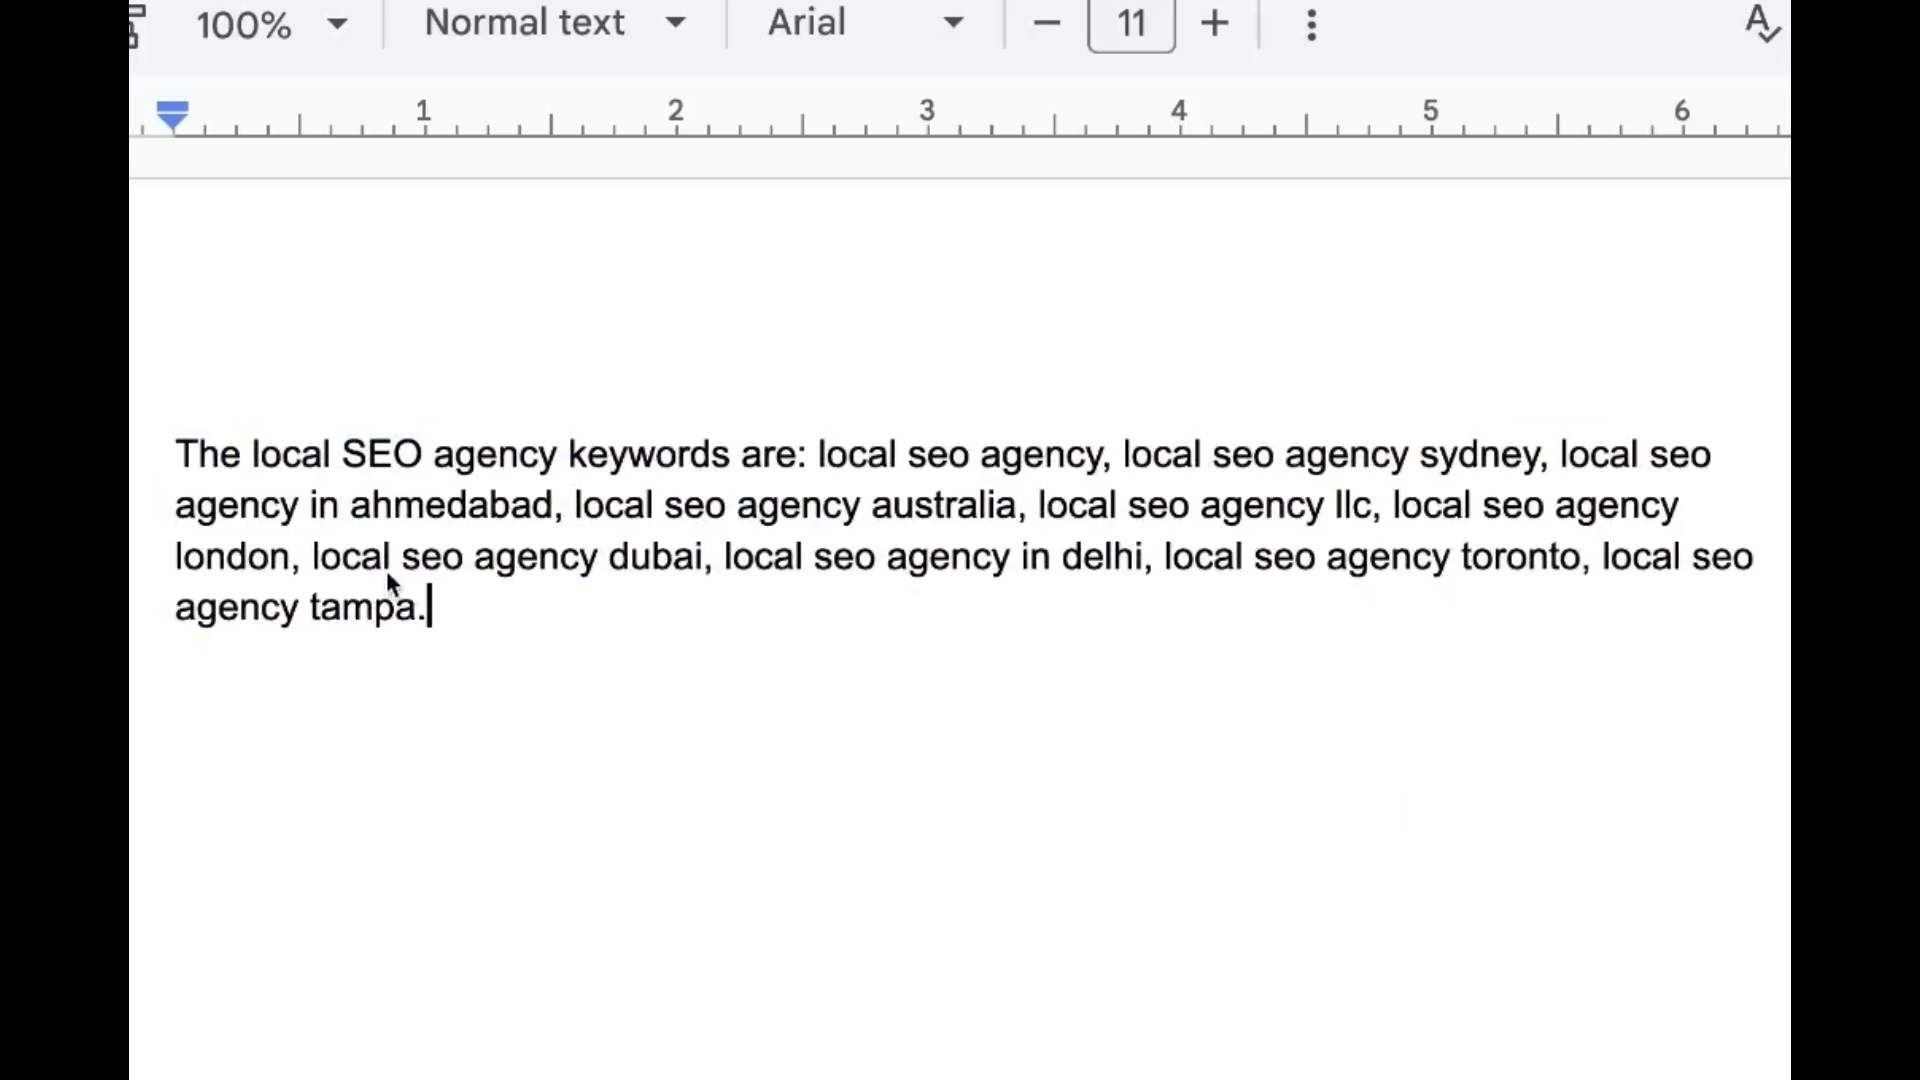 100% Normal text Arial 11
1 2 3 4 5 6
The local SEO agency keywords are: local seo agency, local seo agency sydney, local seo
agency in ahmedabad, local seo agency australia, local seo agency llc, local seo agency
london, local seo agency dubai, local seo agency in delhi, local seo agency toronto, local seo
agency tampa.